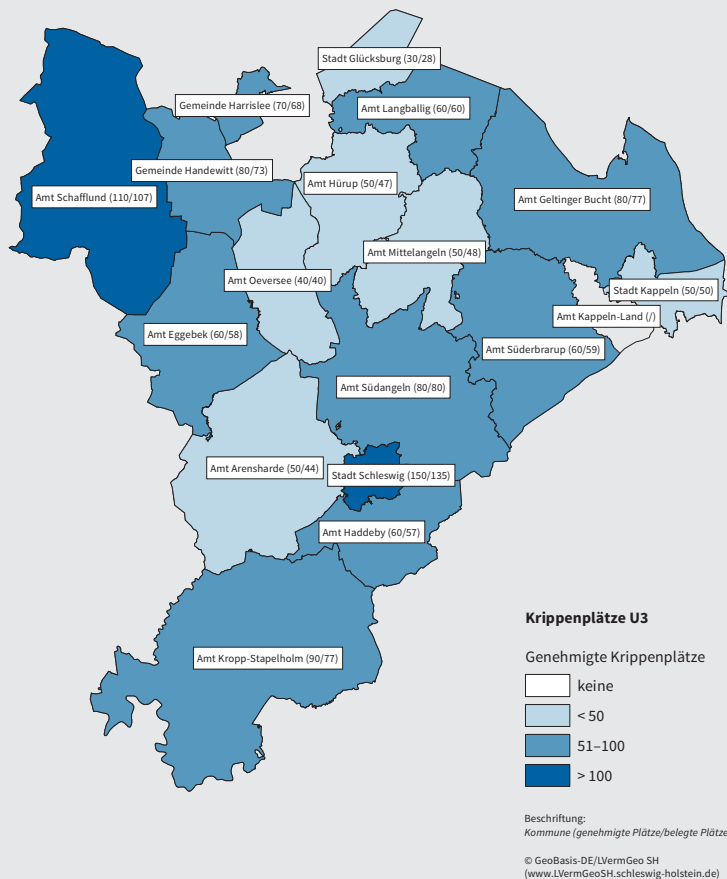 Stadt Glücksburg (30/28)
Gemeinde Harrislee (70/68)
Amt Langballig (60/60)
Gemeinde Handewitt (80/73)
Amt Hürup (50/47)
Amt Schafflund (110/107)
Amt Geltinger Bucht (80/77)
Amt Mittelangeln (50/48)
Amt Oeversee (40/40)
Stadt Kappeln (50/50)
Amt Kappeln-Land (/)
Amt Eggebek (60/58)
Amt Süderbrarup (60/59)
Amt Südangeln (80/80)
Amt Arensharde (50/44)
Stadt Schleswig (150/135)
Amt Haddeby (60/57)
Amt Kropp-Stapelholm (90/77)
Krippenplätze U3
Genehmigte Krippenplätze
keine
< 50
51–100
> 100
Beschriftung:
Kommune (genehmigte Plätze/belegte Plätze
© GeoBasis-DE/LVermGeo SH
(www.LVermGeoSH.schleswig-holstein.de)